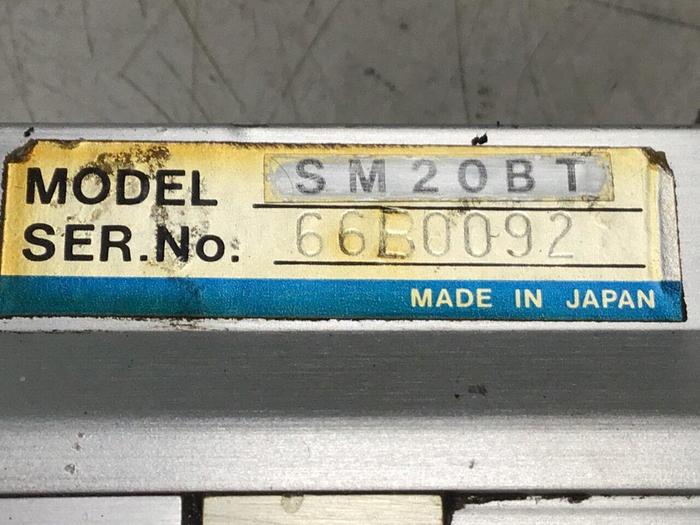 MODEL SM20BT
SER.No. 66B0092
MADE IN JAPAN